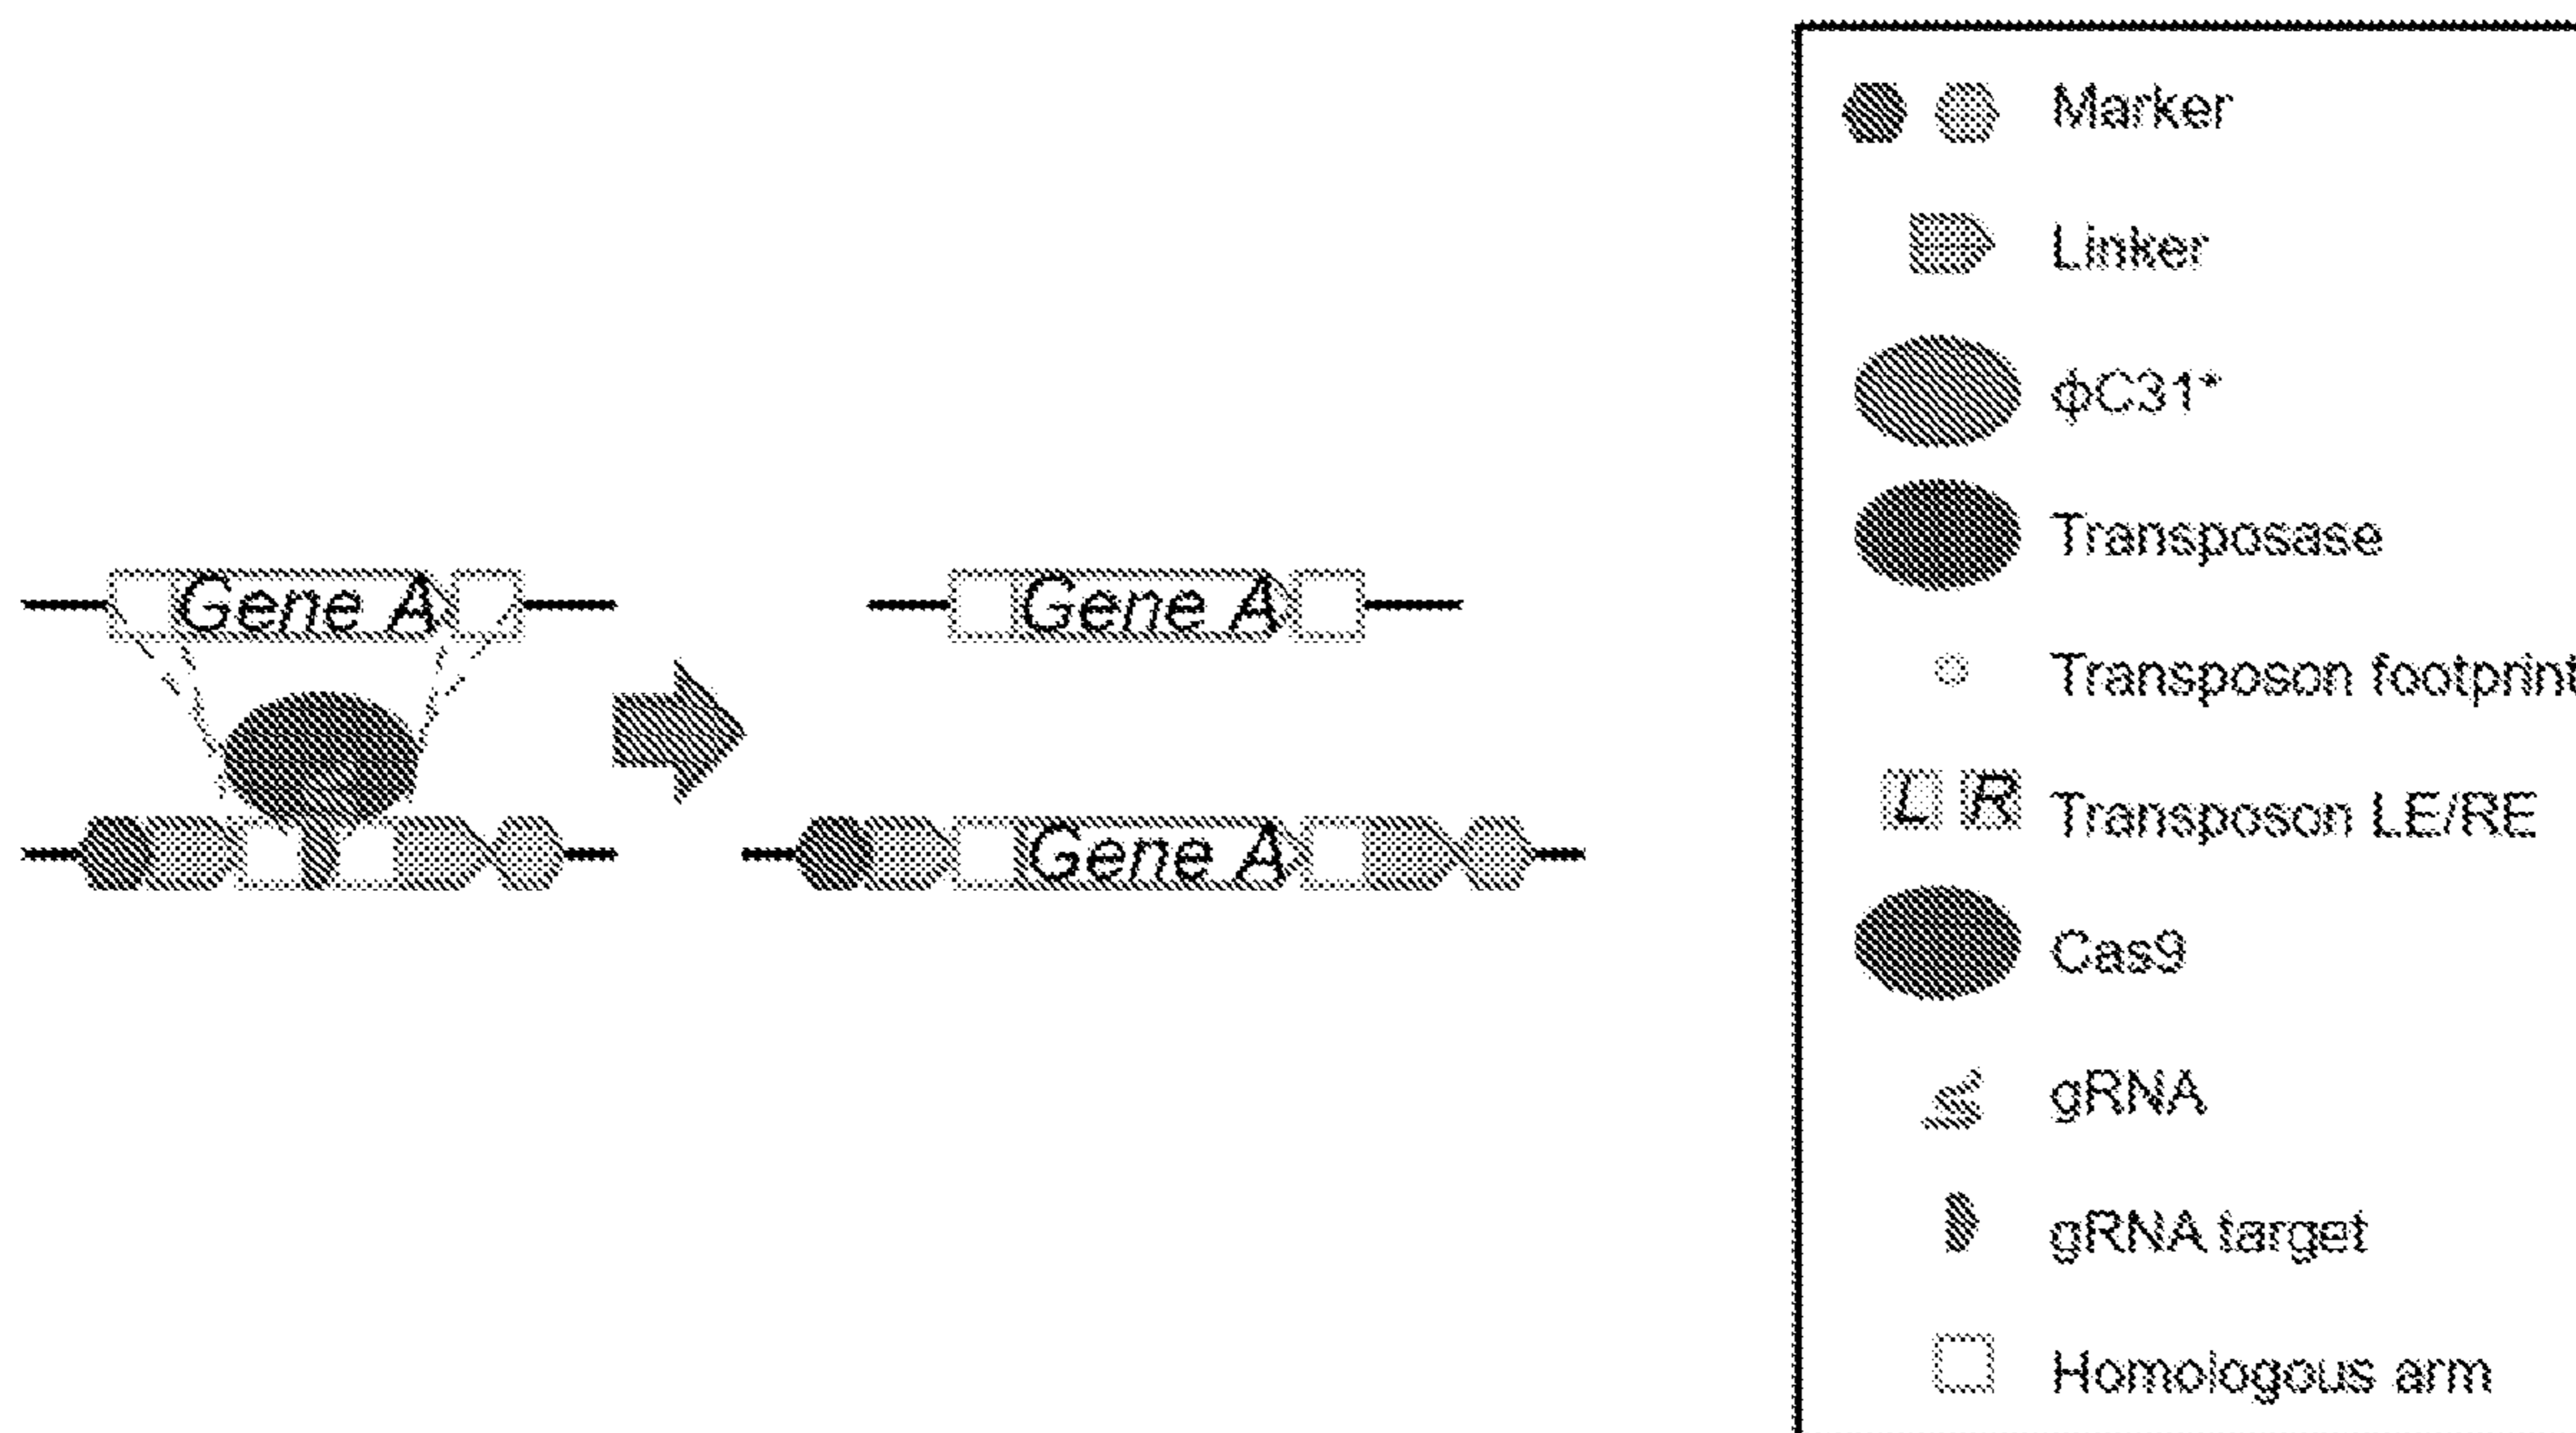 Gene A
Gene A
Gene A
Marker
Linker
ϕC31*
Transposase
Transposon footprint
L R Transposon LE/RE
Cas9
gRNA
gRNA target
Homologous arm